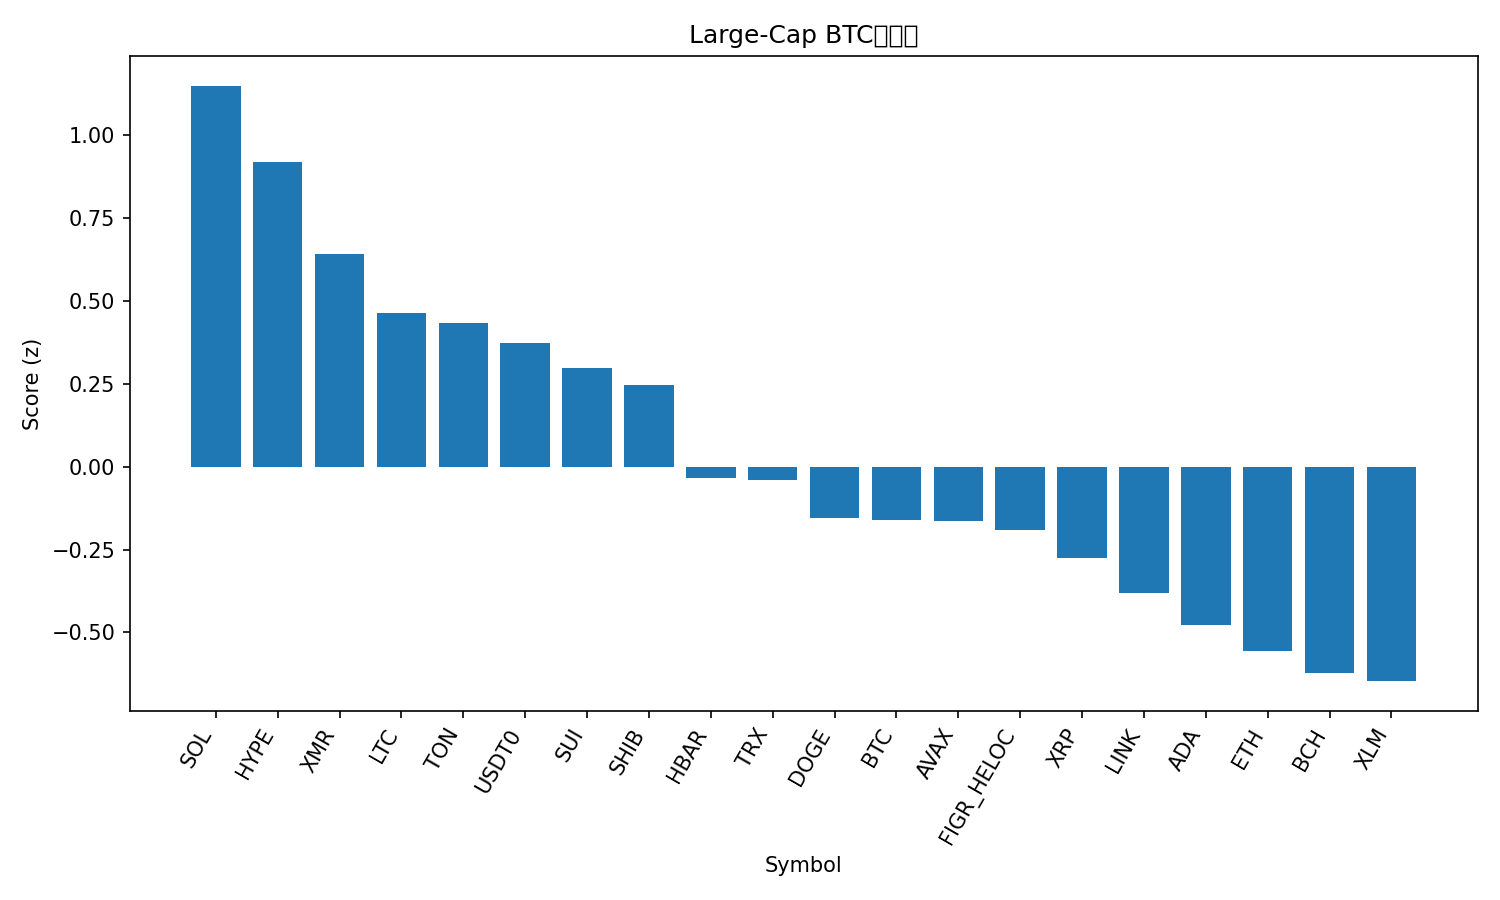 Large-Cap BTC
Score (z)
1.00
0.75
0.50
0.25
0.00
−0.25
−0.50
SOL
HYPE
XMR
LTC
TON
USDT0
SUI
SHIB
HBAR
TRX
DOGE
BTC
AVAX
FIGR_HELOC
XRP
LINK
ADA
ETH
BCH
XLM
Symbol